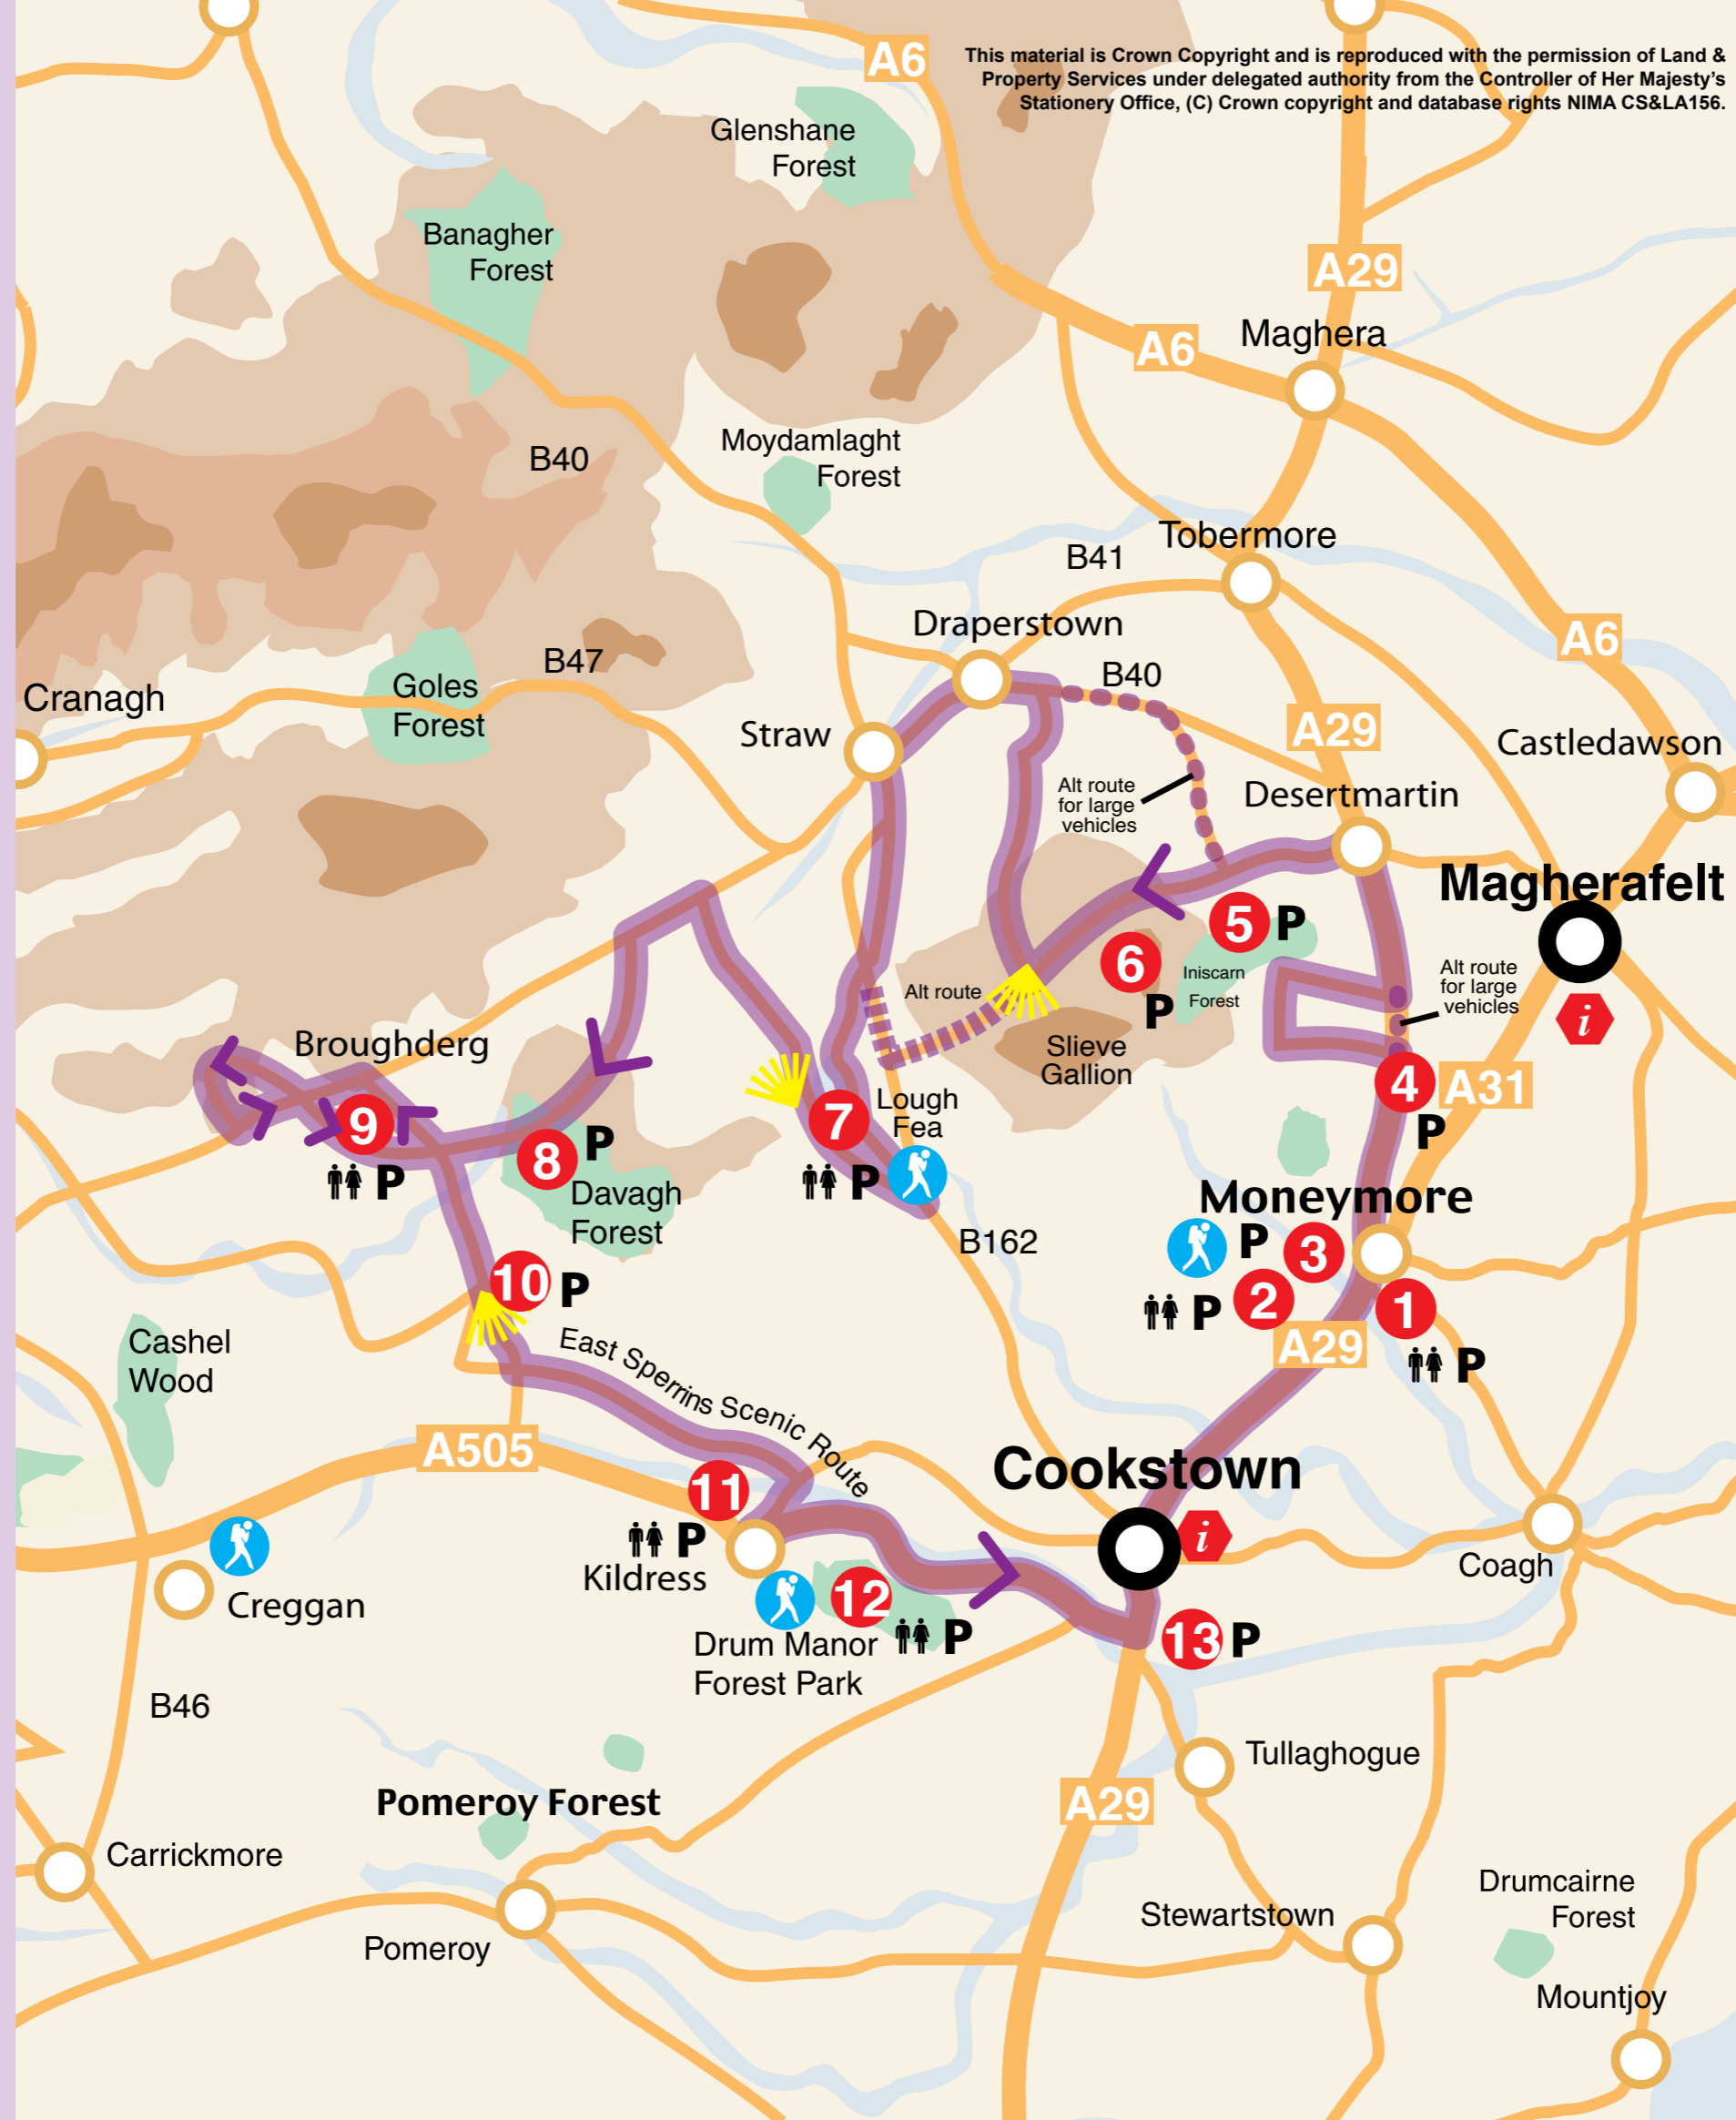 A6
This material is Crown Copyright and is reproduced with the permission of Land &
Property Services under delegated authority from the Controller of Her Majesty's
Stationery Office, (C) Crown copyright and database rights NIMA CS&LA156.
Glenshane
Forest
Banagher
Forest
A29
Maghera
A6
Moydamlaght
Forest
B40
Tobermore
B41
Draperstown
A6
B47
B40
Goles
Forest
Cranagh
Straw
A29
Castledawson
Alt route
for large
vehicles
Desertmartin
Magherafelt
5 P
6
P
Iniscarn
Forest
Alt route
Alt route
for large
vehicles
i
Broughderg
Slieve
Gallion
4
A31
P
Lough
Fea
7
P
9
P
8
P
Davagh
Forest
Moneymore
P
3
B162
2
P
1
P
A29
10
P
Cashel
Wood
East Sperrins Scenic Route
A505
Cookstown
i
11
P
Kildress
Coagh
Creggan
12
P
Drum Manor
Forest Park
13 P
B46
Tullaghogue
Pomeroy Forest
A29
Carrickmore
Drumcairne
Forest
Stewartstown
Pomeroy
Mountjoy